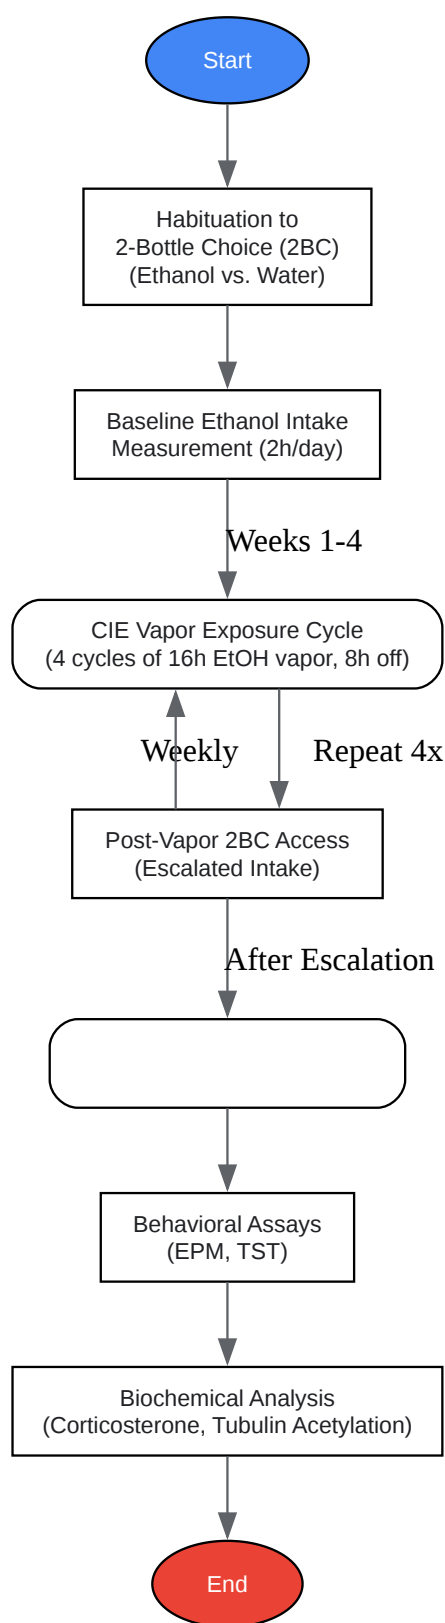 Start
Habituation to
2-Bottle Choice (2BC)
(Ethanol vs. Water)
Baseline Ethanol Intake
Measurement (2h/day)
Weeks 1-4
CIE Vapor Exposure Cycle
(4 cycles of 16h EtOH vapor, 8h off)
Weekly
Repeat 4x
Post-Vapor 2BC Access
(Escalated Intake)
After Escalation
Behavioral Assays
(EPM, TST)
Biochemical Analysis
(Corticosterone, Tubulin Acetylation)
End